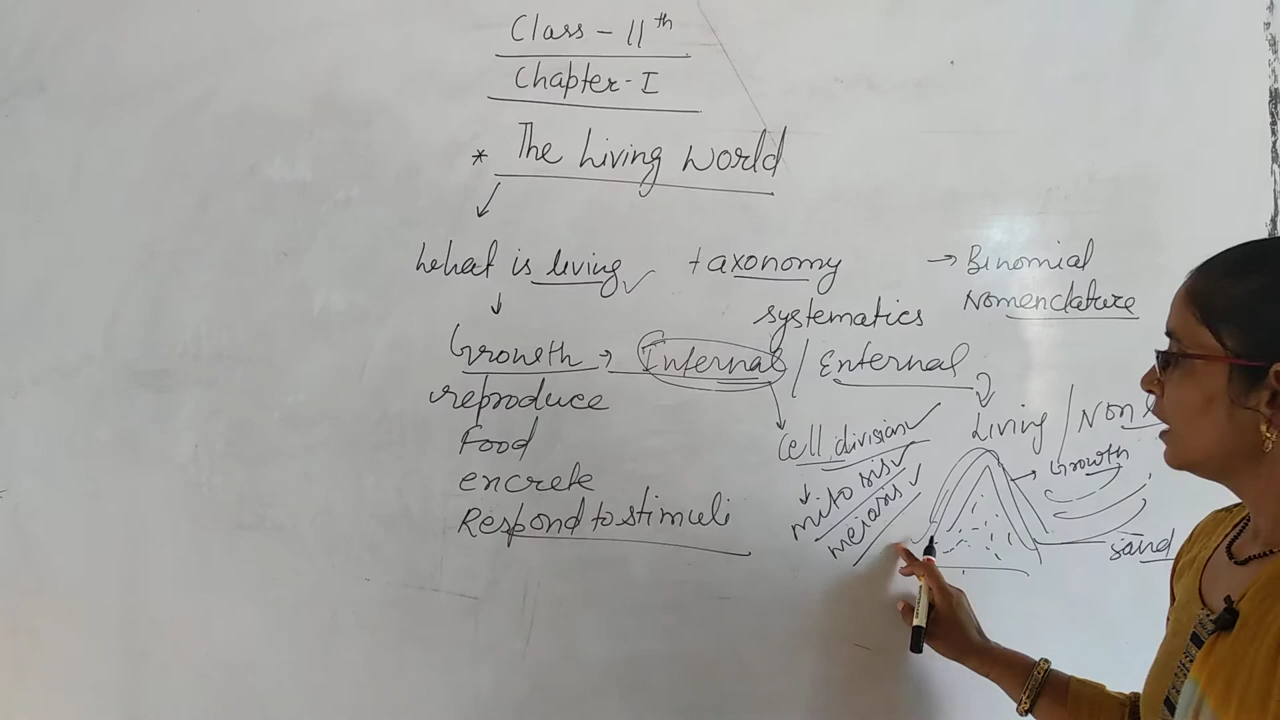 Class - 11th
Chapter - I
* The Living World
What is living ✓ taxonomy → Binomial
Nomenclature
systematics
Growth → Internal / External
reproduce
Food
encrete
Respond to stimuli
Cell division ✓
mitosis ✓
meiosis ✓
Living / Non
Growth
sand